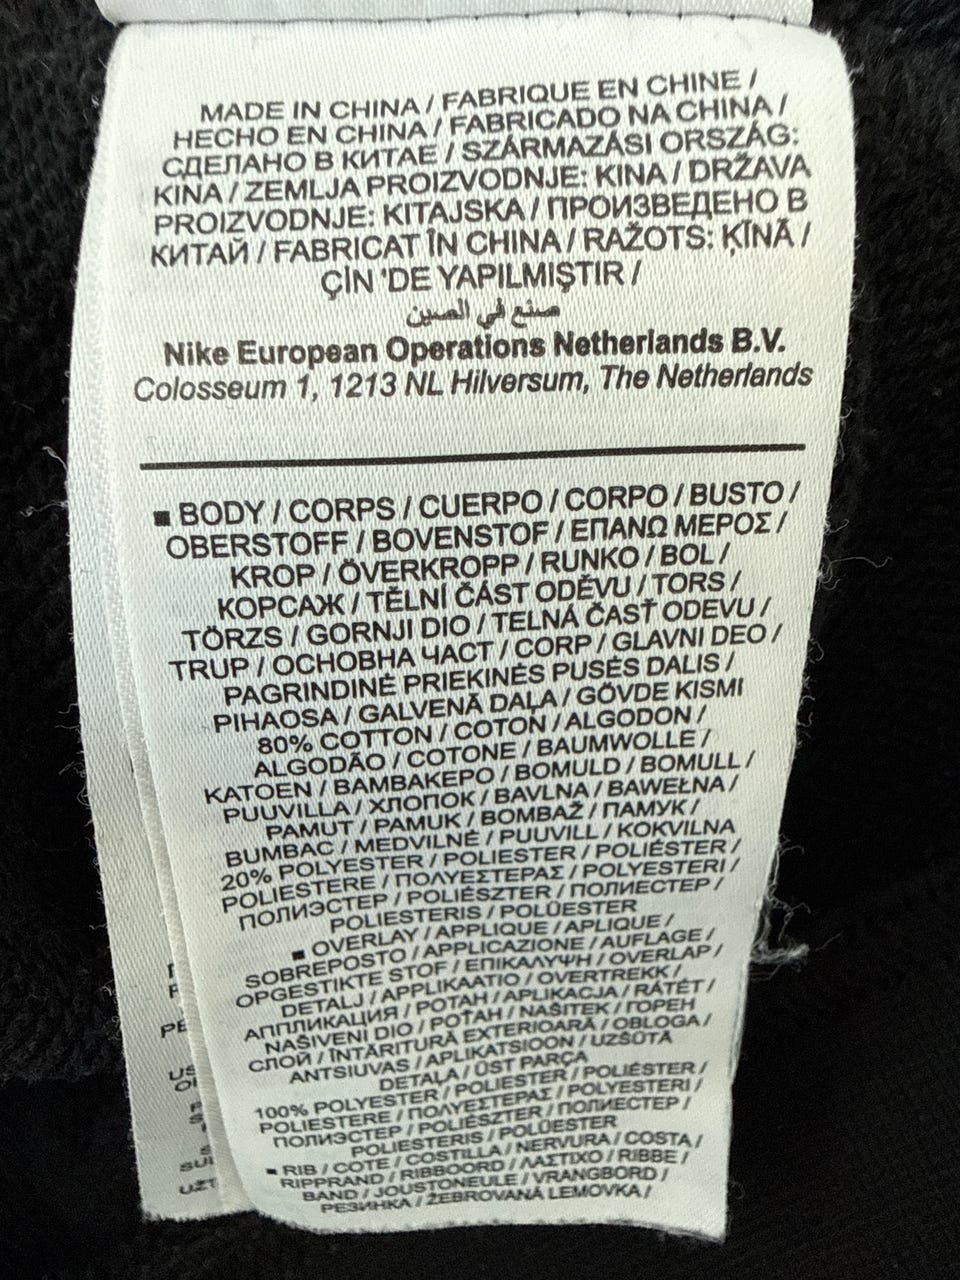 MADE IN CHINA / FABRIQUE EN CHINE /
HECHO EN CHINA / FABRICADO NA CHINA /
СДЕЛАНО В КИТАЕ / SZÁRMAZÁSI ORSZÁG:
KINA / ZEMLJA PROIZVODNJE: KINA / DRŽAVA
PROIZVODNJE: KITAJSKA / ПРОИЗВЕДЕНО В
КИТАЙ / FABRICAT ÎN CHINA / RAŽOTS: ĶĪNĀ /
ÇİN 'DE YAPILMIŞTIR /
صنع في الصين
Nike European Operations Netherlands B.V.
Colosseum 1, 1213 NL Hilversum, The Netherlands
■ BODY / CORPS / CUERPO / CORPO / BUSTO /
OBERSTOFF / BOVENSTOF / ΕΠΑΝΩ ΜΕΡΟΣ /
KROP / ÖVERKROPP / RUNKO / BOL /
КОРСАЖ / TĚLNÍ ČÁST ODĚVU / TORS /
TÖRZS / GORNJI DIO / TELNÁ ČASŤ ODEVU /
TRUP / ОСНОВНА ЧАСТ / CORP / GLAVNI DEO /
PAGRINDINĖ PRIEKINĖS PUSĖS DALIS /
PIHAOSA / GALVENĀ DAĻA / GÖVDE KISMI
80% COTTON / COTON / ALGODON /
ALGODÃO / COTONE / BAUMWOLLE /
KATOEN / ΒΑΜΒΑΚΕΡΟ / BOMULD / BOMULL /
PUUVILLA / ХЛОПОК / BAVLNA / BAWEŁNA /
PAMUT / PAMUK / BOMBAŽ / ПАМУК /
BUMBAC / MEDVILNĖ / PUUVILL / KOKVILNA
20% POLYESTER / POLIESTER / POLIÉSTER /
POLIESTERE / ΠΟΛΥΕΣΤΕΡΑΣ / POLYESTERI /
ПОЛИЭСТЕР / POLIÉSZTER / ПОЛИЕСТЕР /
POLIESTERIS / POLÜESTER
■ OVERLAY / APPLIQUE / APLIQUE /
SOBREPOSTO / APPLICAZIONE / AUFLAGE /
OPGESTIKTE STOF / ΕΠΙΚΑΛΥΨΗ / OVERLAP /
DETALJ / APPLIKAATIO / OVERTREKK /
АППЛИКАЦИЯ / POTAH / APLIKACJA / RÁTÉT /
NAŠIVENI DIO / POŤAH / NAŠITEK / ГОРЕН
СЛОЙ / ÎNTĂRITURĂ EXTERIOARĂ / OBLOGA /
ANTSIUVAS / APLIKATSIOON / UZŠŪTA
DETAĻA / ÜST PARÇA
100% POLYESTER / POLIESTER / POLIÉSTER /
POLIESTERE / ΠΟΛΥΕΣΤΕΡΑΣ / POLYESTERI /
ПОЛИЭСТЕР / POLIÉSZTER / ПОЛИЕСТЕР /
POLIESTERIS / POLÜESTER
■ RIB / COTE / COSTILLA / NERVURA / COSTA /
RIPPRAND / RIBBOORD / ΛΑΣΤΙΧΟ / RIBBE /
BAND / JOUSTONEULE / VRANGBORD /
РЕЗИНКА / ŽEBROVANÁ LEMOVKA /